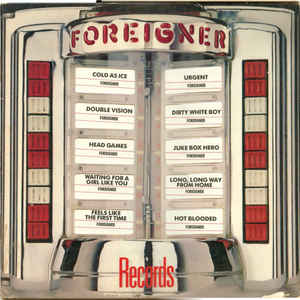 FOREIGNER
COLD AS ICE
FOREIGNER
DOUBLE VISION
FOREIGNER
HEAD GAMES
FOREIGNER
WAITING FOR A
GIRL LIKE YOU
FOREIGNER
FEELS LIKE
THE FIRST TIME
FOREIGNER
URGENT
FOREIGNER
DIRTY WHITE BOY
FOREIGNER
JUKE BOX HERO
FOREIGNER
LONG, LONG WAY
FROM HOME
FOREIGNER
HOT BLOODED
FOREIGNER
Records